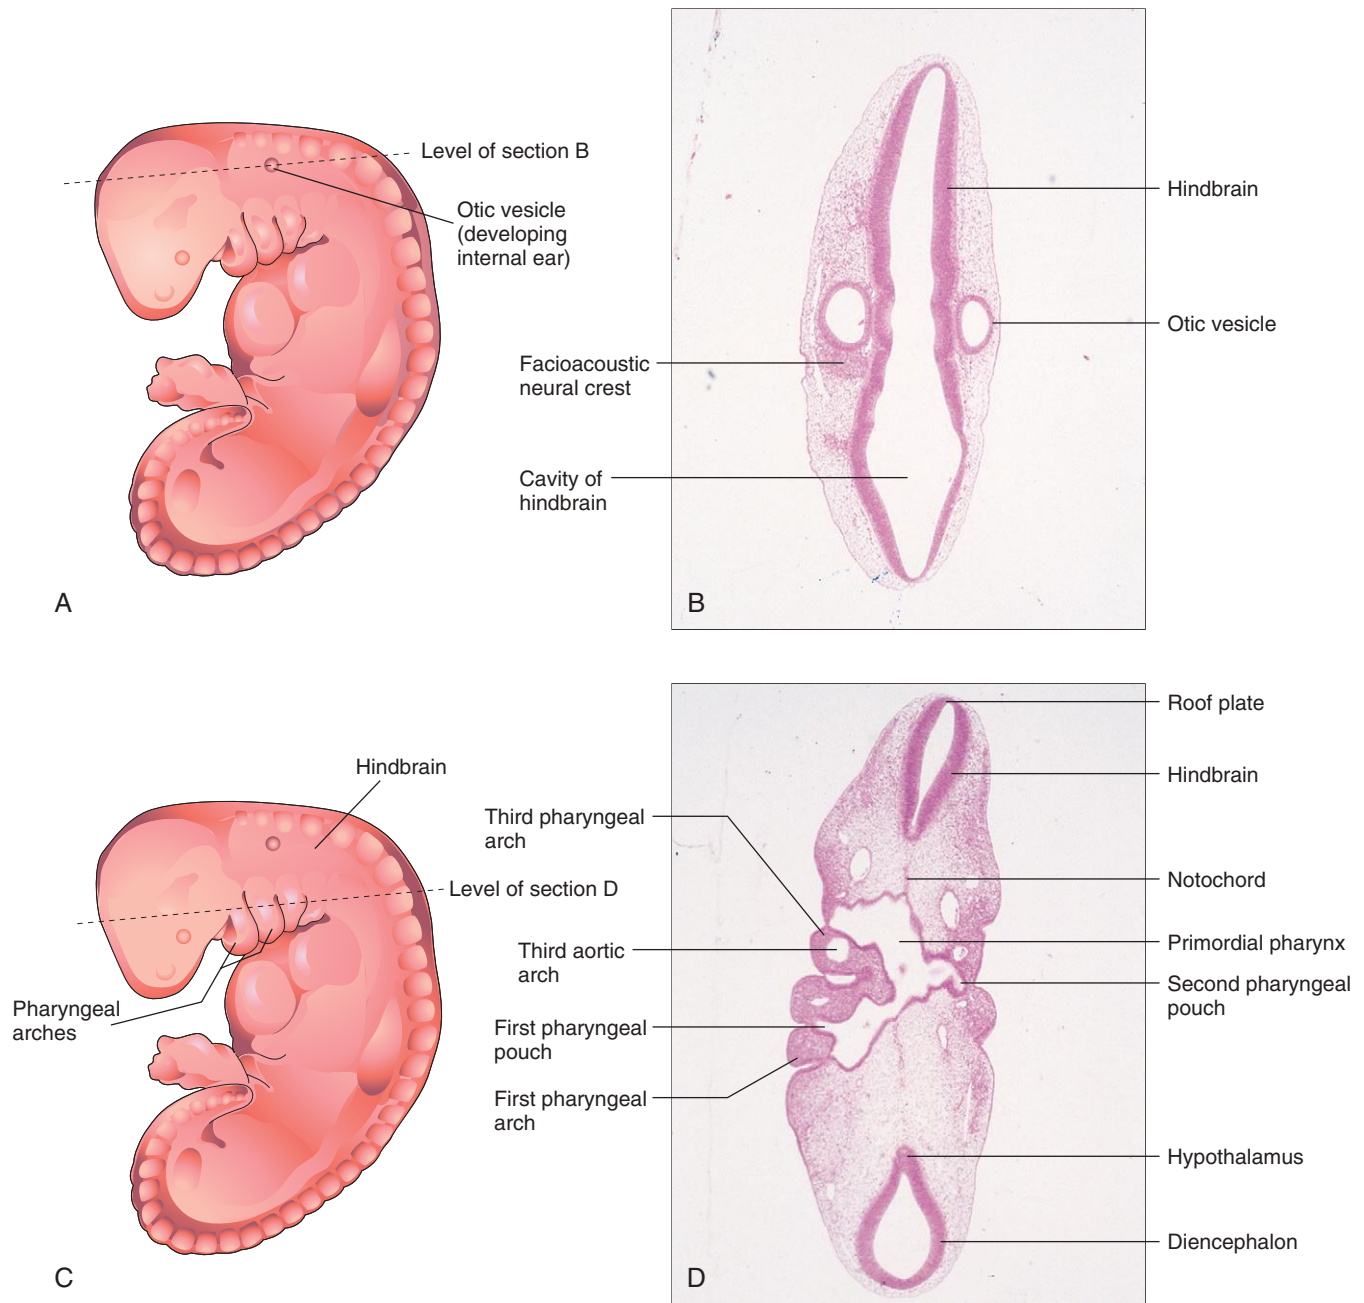 Level of section B
Otic vesicle
(developing
internal ear)
A
Hindbrain
Otic vesicle
Facioacoustic
neural crest
Cavity of
hindbrain
B
Hindbrain
Level of section D
Pharyngeal
arches
C
Third pharyngeal
arch
Third aortic
arch
First pharyngeal
pouch
First pharyngeal
arch
Roof plate
Hindbrain
Notochord
Primordial pharynx
Second pharyngeal
pouch
Hypothalamus
Diencephalon
D